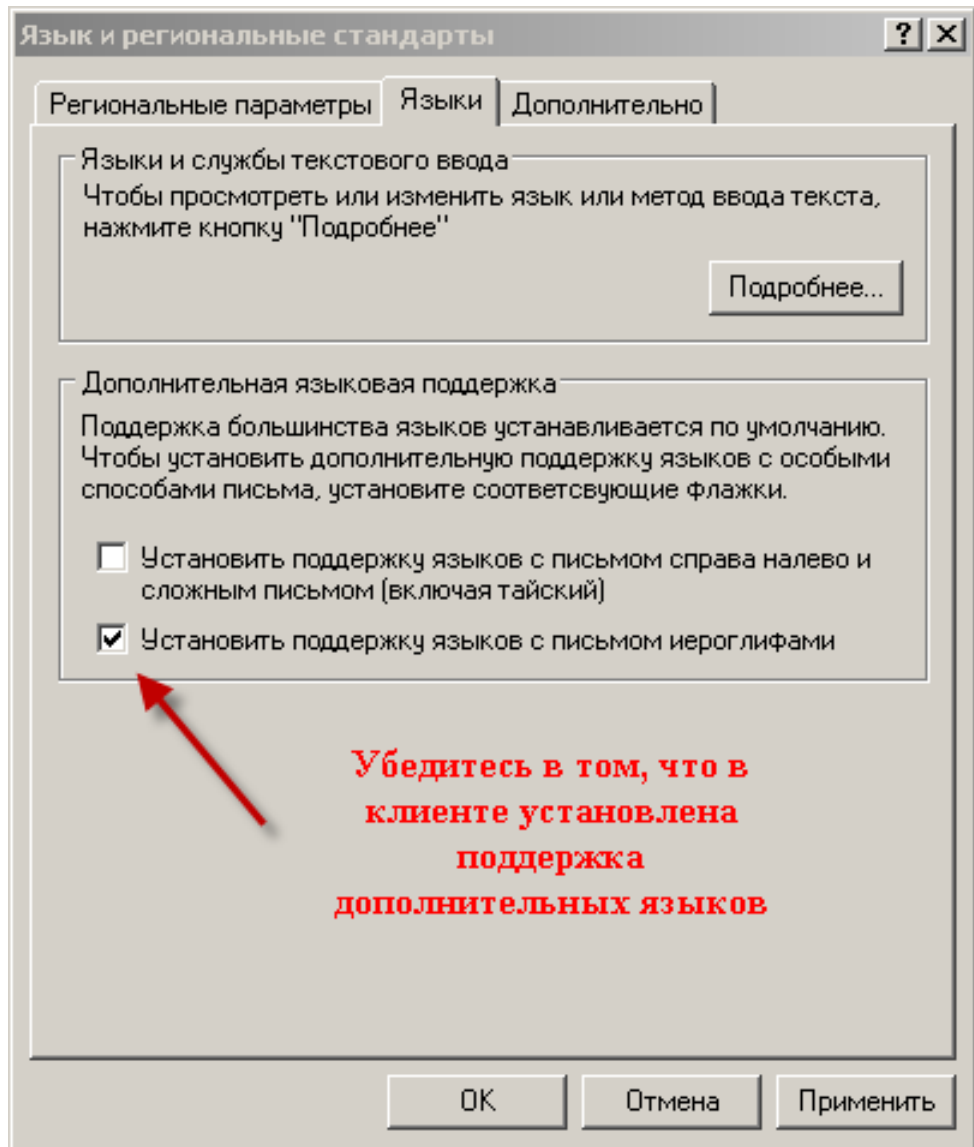 Язык и региональные стандарты
Региональные параметры
Языки
Дополнительно
Языки и службы текстового ввода
Чтобы просмотреть или изменить язык или метод ввода текста,
нажмите кнопку "Подробнее"
Подробнее...
Дополнительная языковая поддержка
Поддержка большинства языков устанавливается по умолчанию.
Чтобы установить дополнительную поддержку языков с особыми
способами письма, установите соответсвующие флажки.
Установить поддержку языков с письмом справа налево и
сложным письмом (включая тайский)
Установить поддержку языков с письмом иероглифами
Убедитесь в том, что в
клиенте установлена
поддержка
дополнительных языков
OK
Отмена
Применить